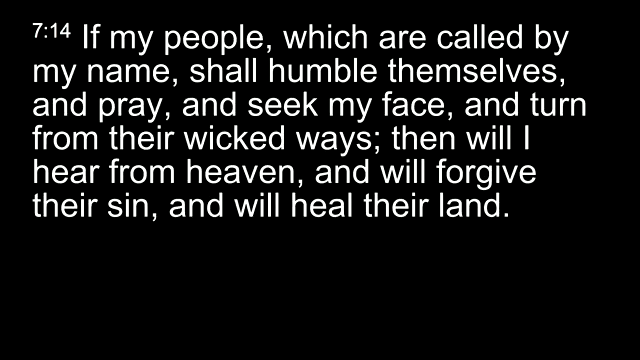 7:14 If my people, which are called by
my name, shall humble themselves,
and pray, and seek my face, and turn
from their wicked ways; then will I
hear from heaven, and will forgive
their sin, and will heal their land.